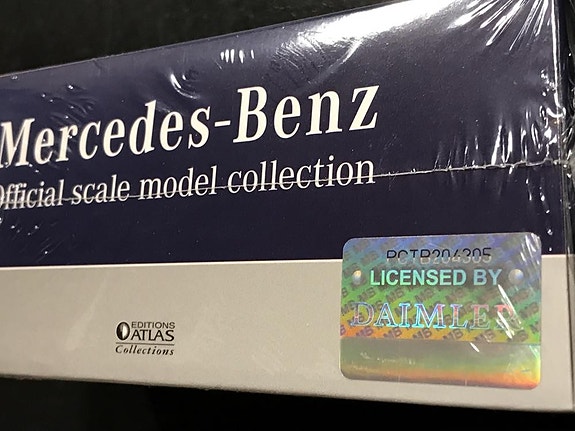 Mercedes-Benz
Official scale model collection
PCTB204305
LICENSED BY
DAIMLER
EDITIONS
ATLAS
Collections